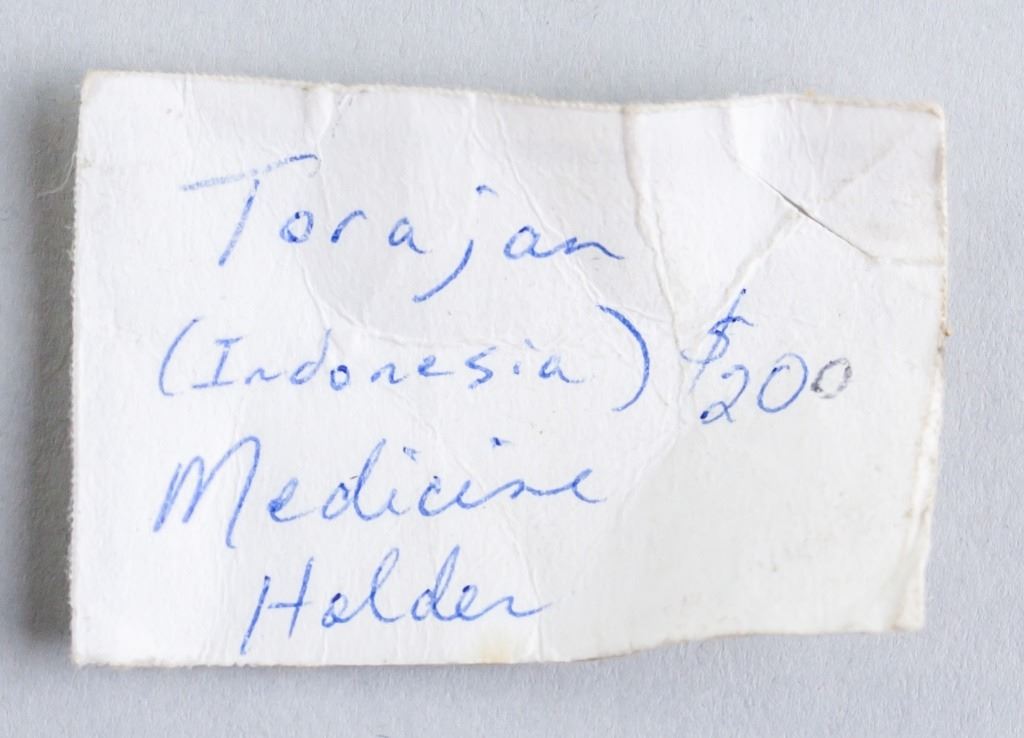 Torajan
(Indonesia) $200
Medicine
Holder